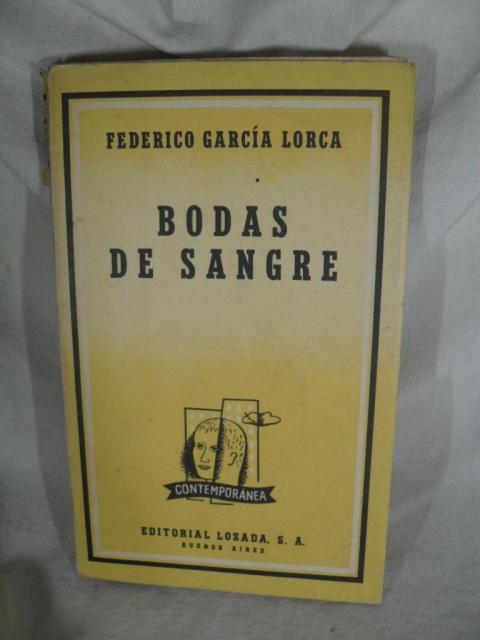 FEDERICO GARCÍA LORCA
BODAS
DE SANGRE
CONTEMPORÁNEA
EDITORIAL LOSADA, S. A.
BUENOS AIRES